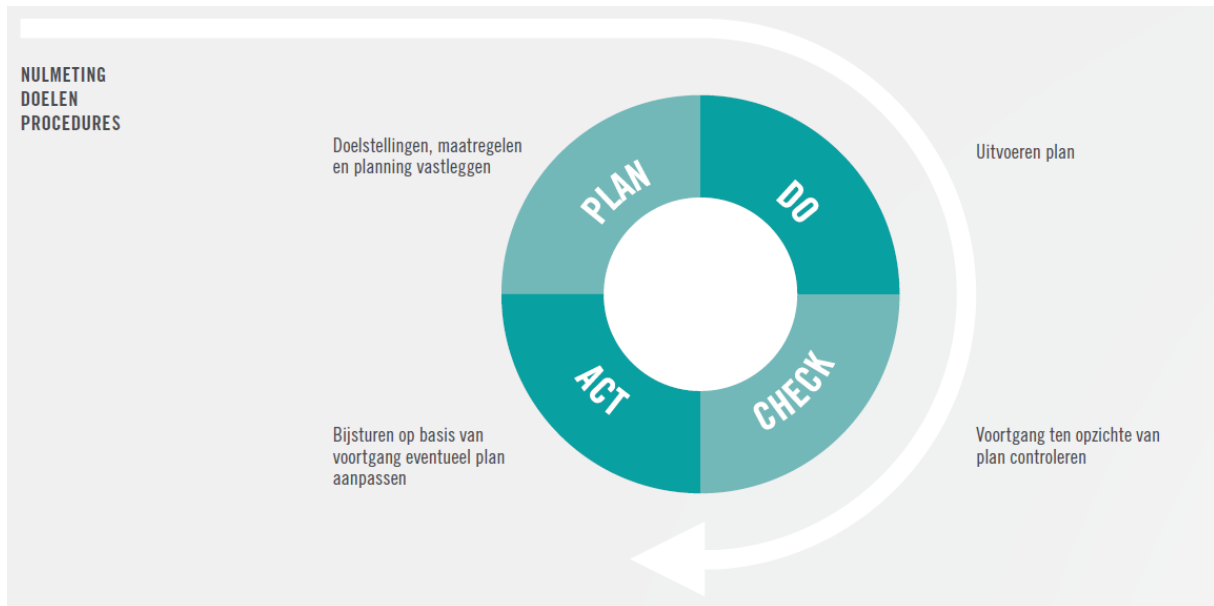 NULMETING
DOELEN
PROCEDURES
Doelstellingen, maatregelen
en planning vastleggen
PLAN
DO
Uitvoeren plan
ACT
CHECK
Bijsturen op basis van
voortgang eventueel plan
aanpassen
Voortgang ten opzichte van
plan controleren